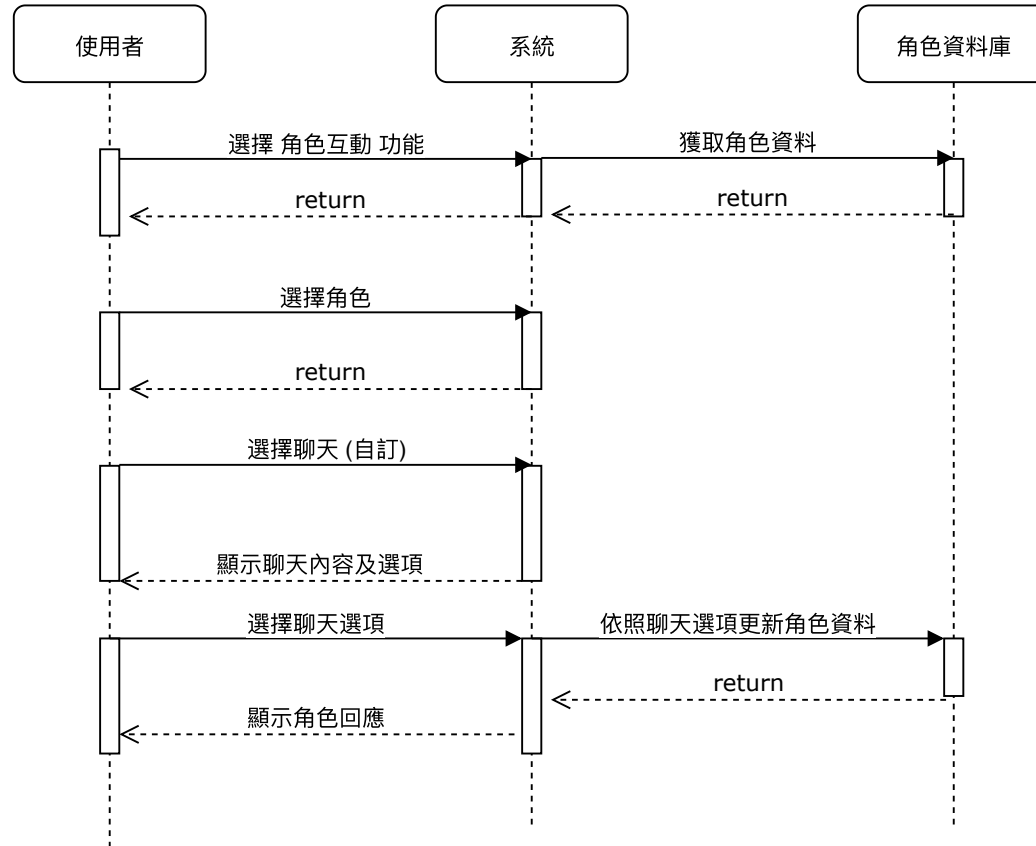 使用者
系統
角色資料庫
選擇 角色互動 功能
獲取角色資料
return
return
選擇角色
return
選擇聊天 (自訂)
顯示聊天內容及選項
選擇聊天選項
依照聊天選項更新角色資料
return
顯示角色回應